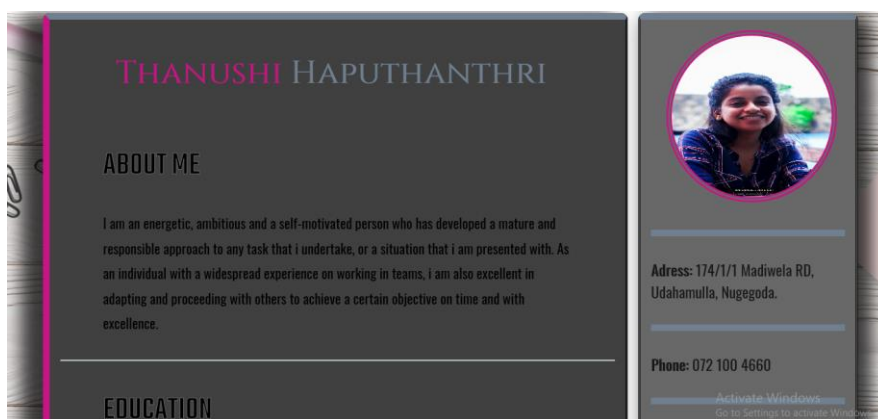 Thanushi Haputhanthri
ABOUT ME
I am an energetic, ambitious and a self-motivated person who has developed a mature and
responsible approach to any task that i undertake, or a situation that i am presented with. As
an individual with a widespread experience on working in teams, i am also excellent in
adapting and proceeding with others to achieve a certain objective on time and with
excellence.
EDUCATION
Adress: 174/1/1 Madiwela RD,
Udahamulla, Nugegoda.
Phone: 072 100 4660
Activate Windows
Go to Settings to activate Windows